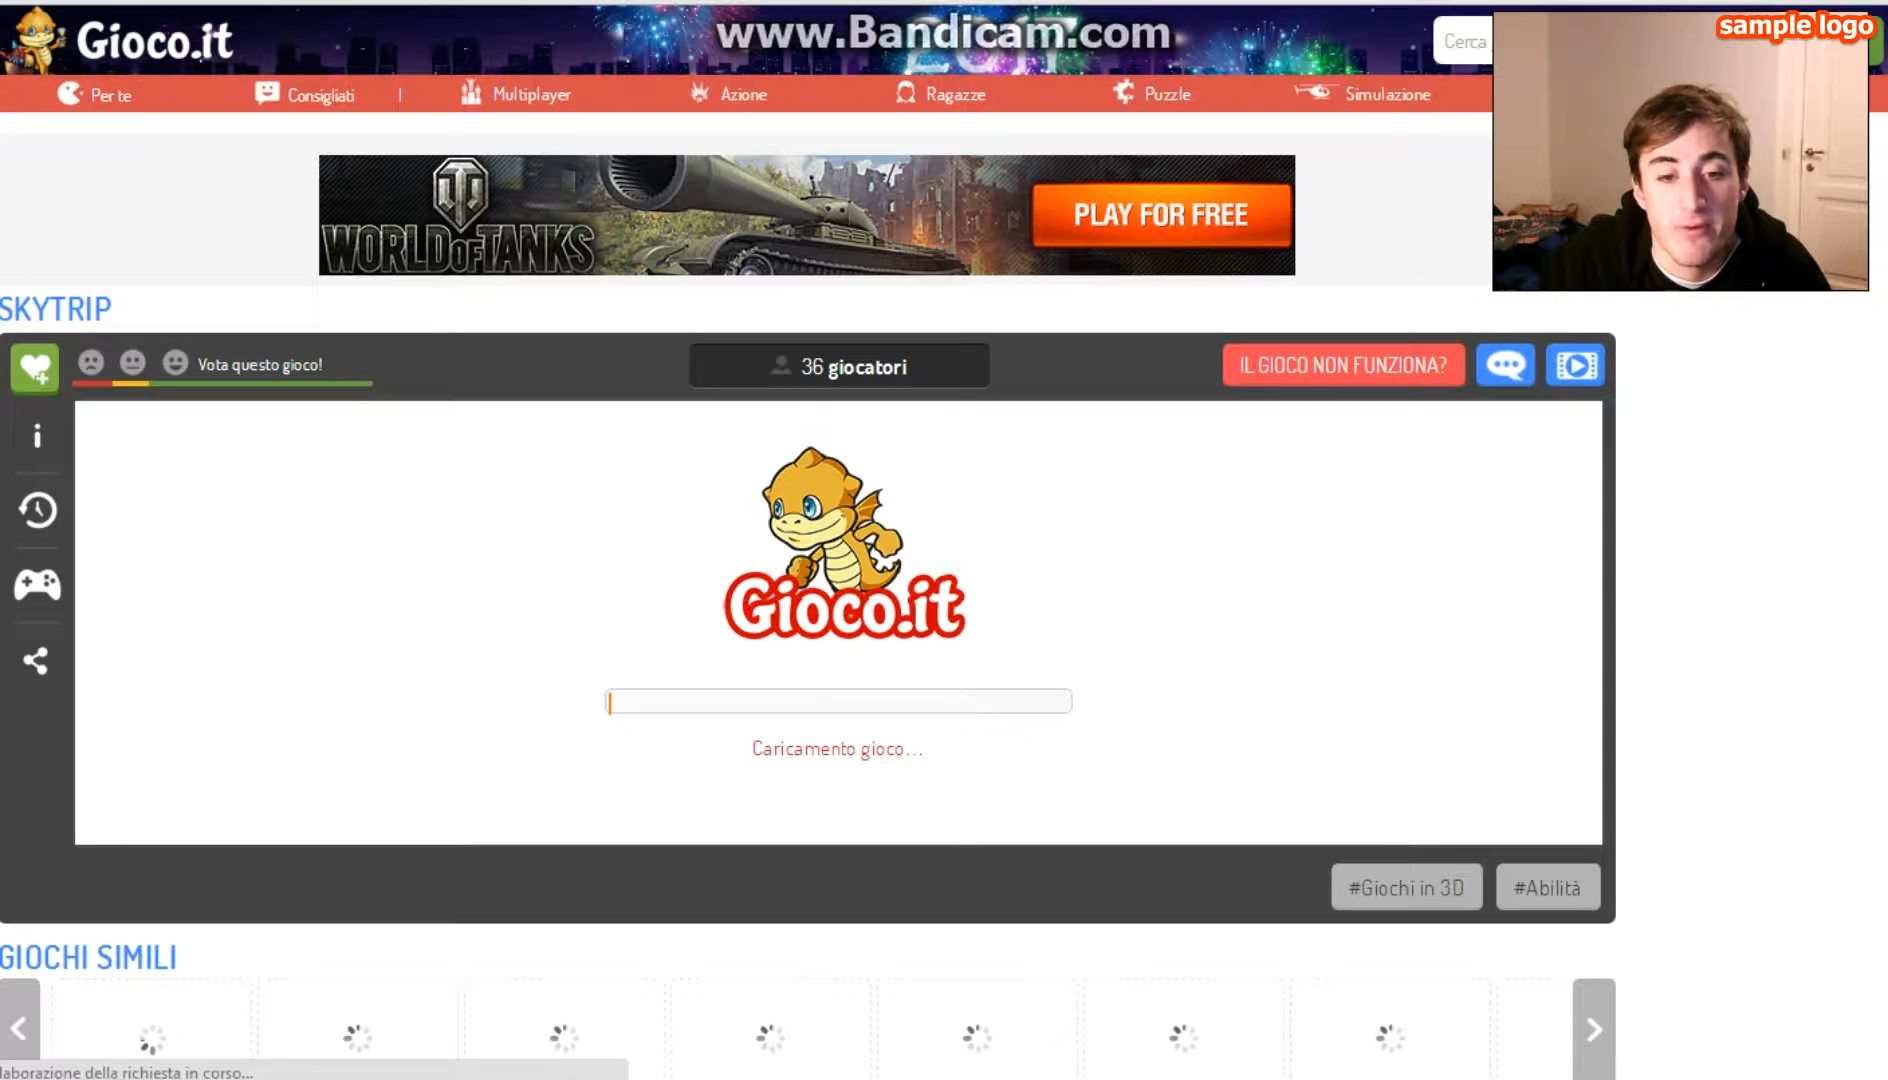 Gioco.it
www.Bandicam.com
2017
Cerca
sample logo
Per te
Consigliati
Multiplayer
Azione
Ragazze
Puzzle
Simulazione
WORLD OF TANKS
PLAY FOR FREE
SKYTRIP
Vota questo gioco!
36 giocatori
IL GIOCO NON FUNZIONA?
Gioco.it
Caricamento gioco...
#Giochi in 3D
#Abilità
GIOCHI SIMILI
laborazione della richiesta in corso...